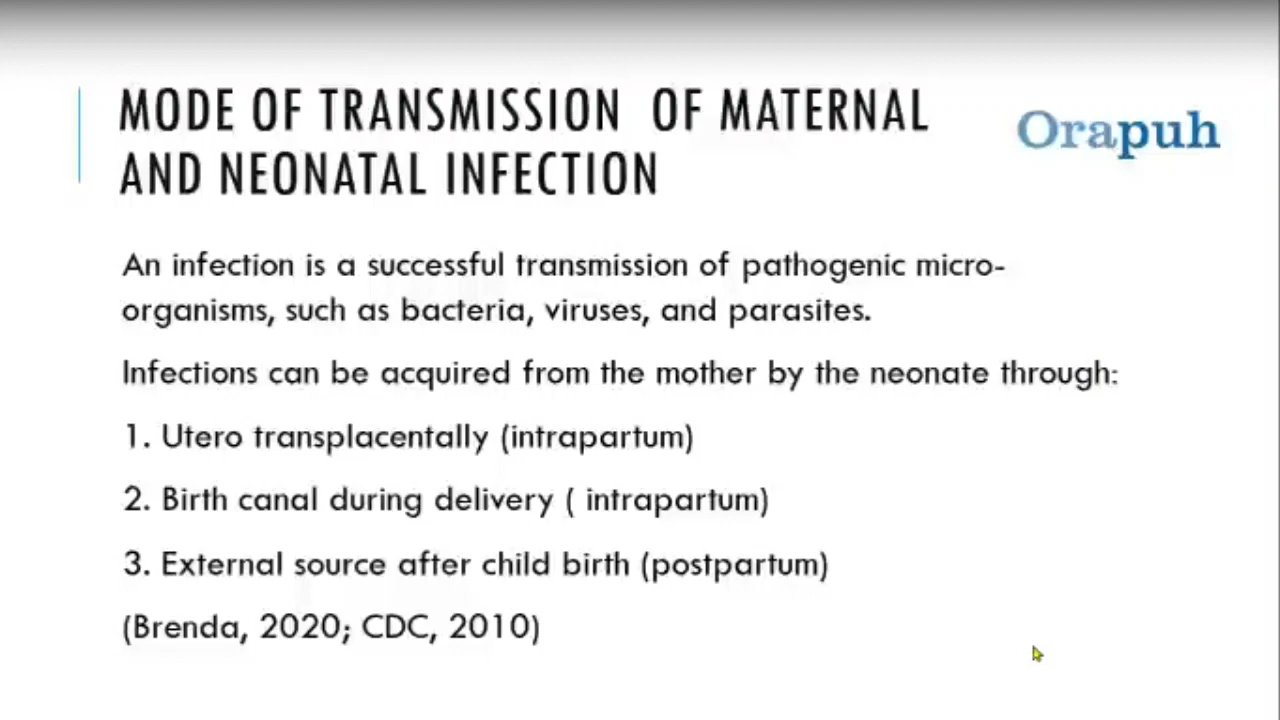 MODE OF TRANSMISSION OF MATERNAL
AND NEONATAL INFECTION
Orapuh
An infection is a successful transmission of pathogenic micro-
organisms, such as bacteria, viruses, and parasites.
Infections can be acquired from the mother by the neonate through:
1. Utero transplacentally (intrapartum)
2. Birth canal during delivery ( intrapartum)
3. External source after child birth (postpartum)
(Brenda, 2020; CDC, 2010)